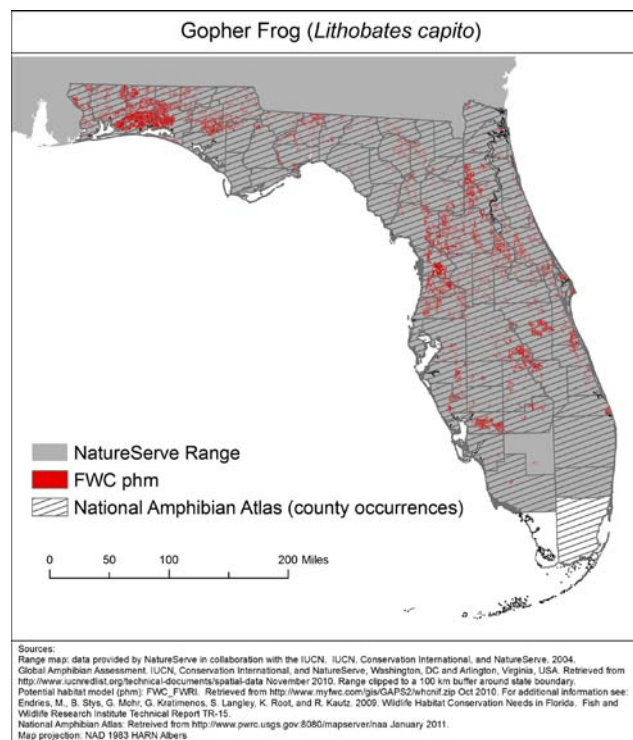 Gopher Frog (Lithobates capito)
NatureServe Range
FWC phm
National Amphibian Atlas (county occurrences)
0 50 100 200 Miles
Sources:
Range map: data provided by NatureServe in collaboration with the IUCN. IUCN, Conservation International, and NatureServe. 2004.
Global Amphibian Assessment. IUCN, Conservation International, and NatureServe, Washington, DC and Arlington, Virginia, USA. Retrieved from
http://www.iucnredlist.org/technical-documents/spatial-data November 2010. Range clipped to a 100 km buffer around state boundary.
Potential habitat model (phm): FWC_FWRI. Retrieved from http://www.myfwc.com/gis/GAPS2/whcnif.zip Oct 2010. For additional information see:
Endries, M., B. Stys, G. Mohr, G. Kratimenos, S. Langley, K. Root, and R. Kautz. 2009. Wildlife Habitat Conservation Needs in Florida. Fish and
Wildlife Research Institute Technical Report TR-15.
National Amphibian Atlas: Retreived from http://www.pwrc.usgs.gov:8080/mapserver/naa January 2011.
Map projection: NAD 1983 HARN Albers